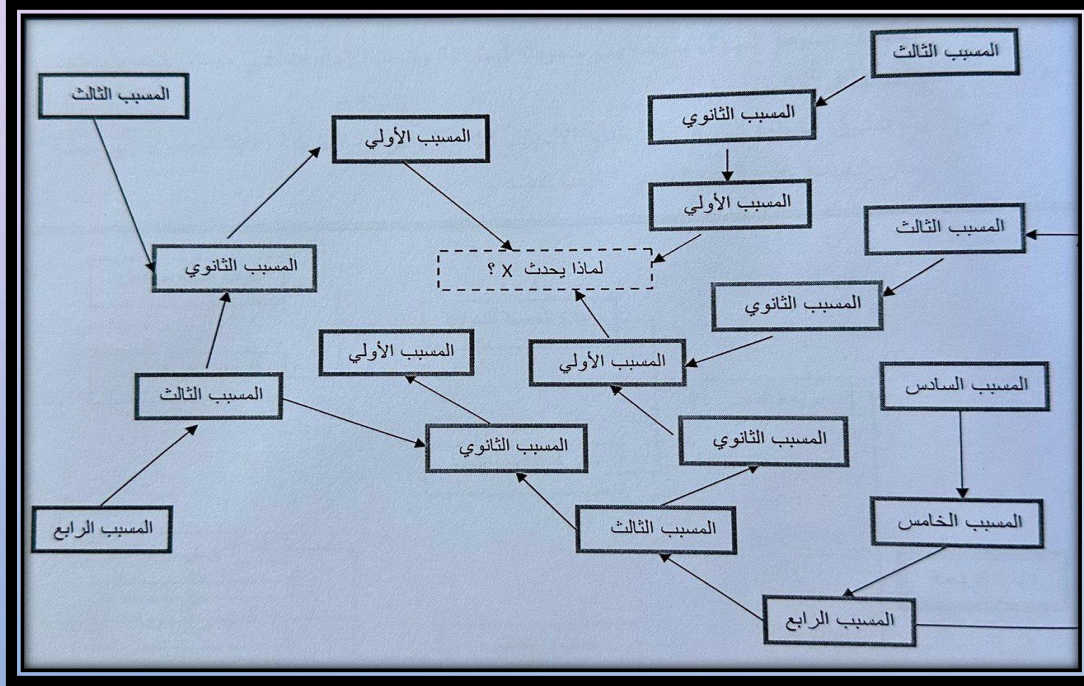 المسبب الثالث
المسبب الثالث
المسبب الثانوي
المسبب الأولي
المسبب الأولي
المسبب الثالث
المسبب الثانوي
لماذا يحدث X ؟
المسبب الثانوي
المسبب الأولي
المسبب الأولي
المسبب السادس
المسبب الثالث
المسبب الثانوي
المسبب الثانوي
المسبب الخامس
المسبب الثالث
المسبب الرابع
المسبب الرابع